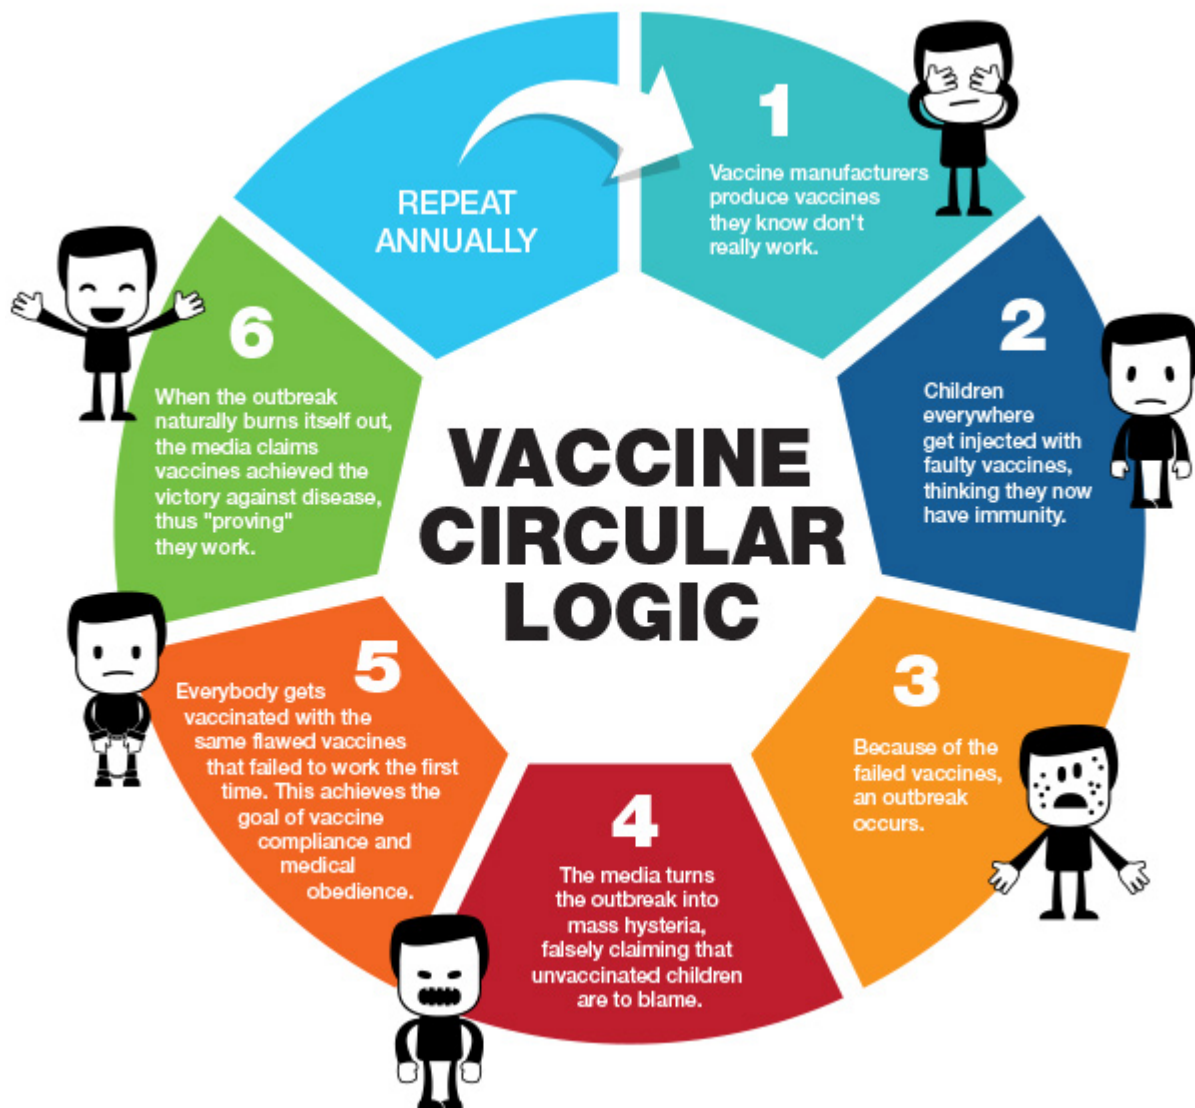 VACCINE
CIRCULAR
LOGIC
1
Vaccine manufacturers
produce vaccines
they know don't
really work.
2
Children
everywhere
get injected with
faulty vaccines,
thinking they now
have immunity.
3
Because of the
failed vaccines,
an outbreak
occurs.
4
The media turns
the outbreak into
mass hysteria,
falsely claiming that
unvaccinated children
are to blame.
5
Everybody gets
vaccinated with the
same flawed vaccines
that failed to work the first
time. This achieves the
goal of vaccine
compliance and
medical
obedience.
6
When the outbreak
naturally burns itself out,
the media claims
vaccines achieved the
victory against disease,
thus "proving"
they work.
REPEAT
ANNUALLY